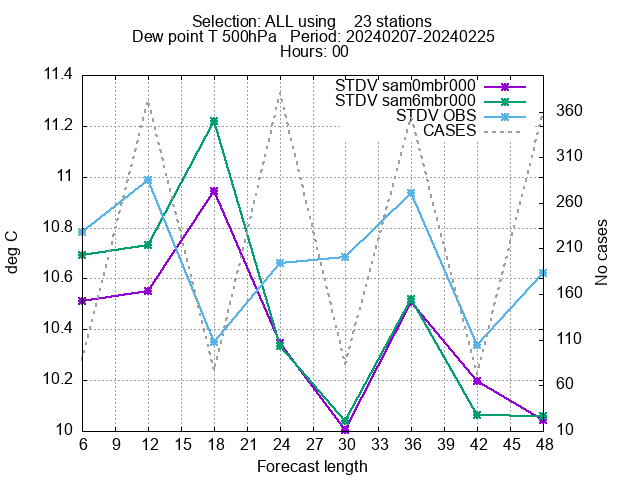 Selection: ALL using 23 stations
Dew point T 500hPa Period: 20240207-20240225
Hours: 00
STDV sam0mbr000
STDV sam6mbr000
STDV OBS
CASES
11.4
11.2
11
10.8
10.6
10.4
10.2
10
deg C
360
310
260
210
160
110
60
10
No cases
6 9 12 15 18 21 24 27 30 33 36 39 42 45 48
Forecast length